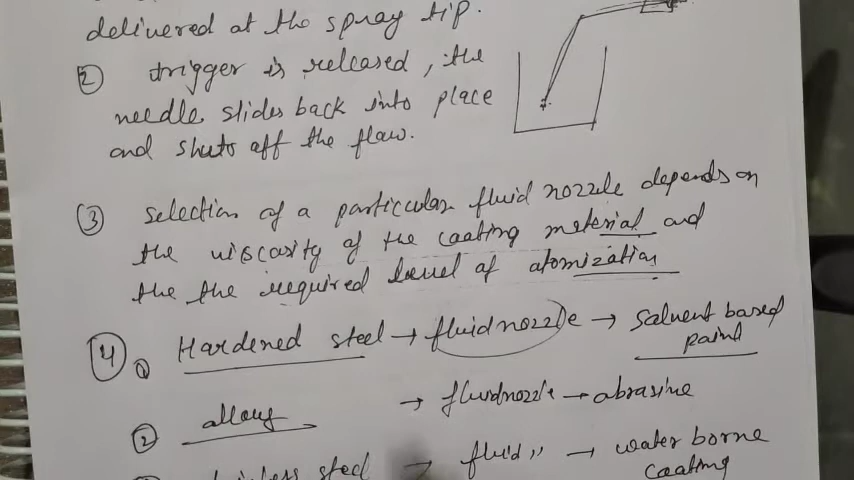 delivered at the spray tip.
② trigger is released, the
needle slides back into place
and shuts off the flow.
③ selection of a particular fluid nozzle depends on
the viscosity of the coating material and
the the required level of atomization
④ ① Hardened steel → fluid nozzle → solvent based
paint
② alloy → fluidnozzle → abrasive
steel → fluid ,, → water borne
coating